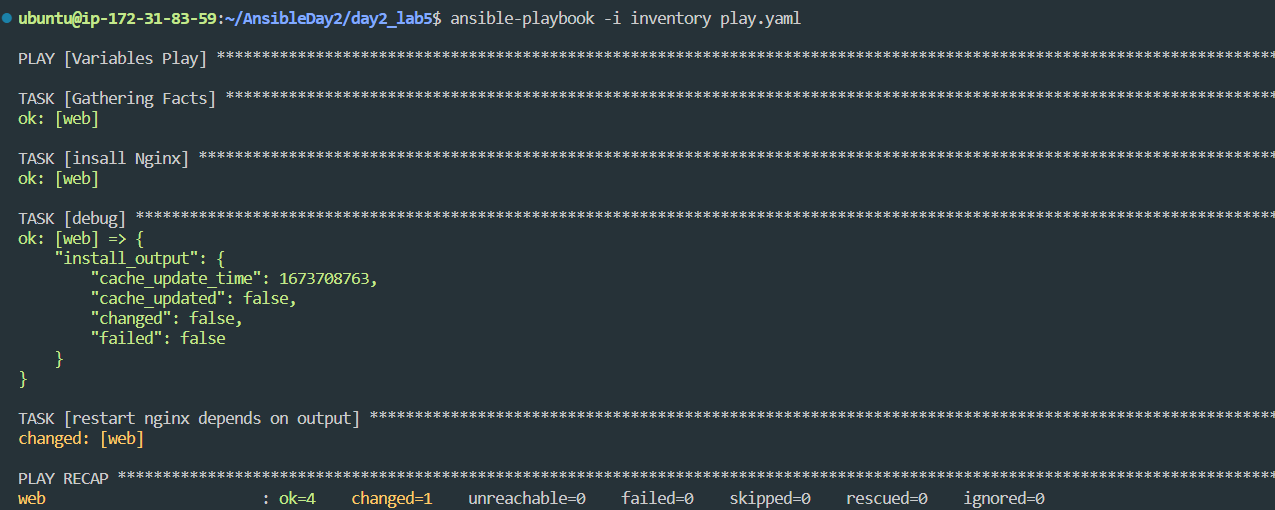 ubuntu@ip-172-31-83-59:~/AnsibleDay2/day2_lab5$ ansible-playbook -i inventory play.yaml
PLAY [Variables Play] *********************************************************************************************************************
TASK [Gathering Facts] ********************************************************************************************************************
ok: [web]
TASK [insall Nginx] ***********************************************************************************************************************
ok: [web]
TASK [debug] ******************************************************************************************************************************
ok: [web] => {
    "install_output": {
        "cache_update_time": 1673708763,
        "cache_updated": false,
        "changed": false,
        "failed": false
    }
}
TASK [restart nginx depends on output] ****************************************************************************************************
changed: [web]
PLAY RECAP ********************************************************************************************************************************
web                        : ok=4    changed=1    unreachable=0    failed=0    skipped=0    rescued=0    ignored=0